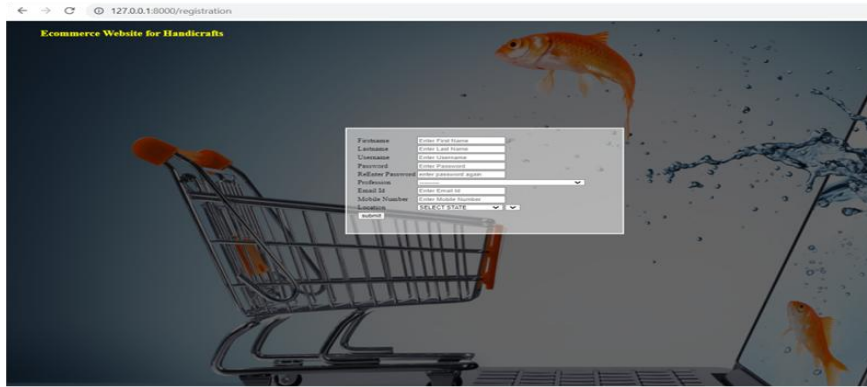 127.0.0.1:8000/registration
Ecommerce Website for Handicrafts
Firstname Enter First Name
Lastname Enter Last Name
Username Enter Username
Password Enter Password
ReEnter Password enter password again
Profession ---------
Email Id Enter Email Id
Mobile Number Enter Mobile Number
Location SELECT STATE
submit